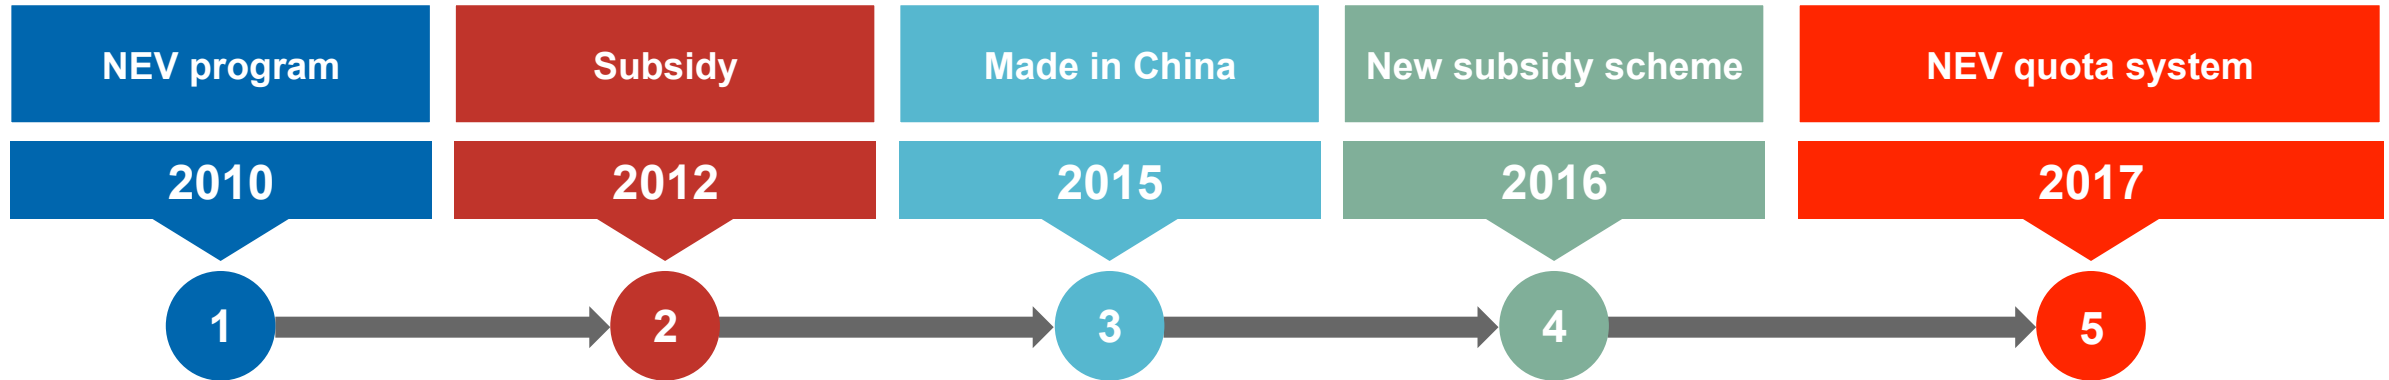 NEV program
Subsidy
Made in China
New subsidy scheme
NEV quota system
2010
2012
2015
2016
2017
1
2
3
4
5